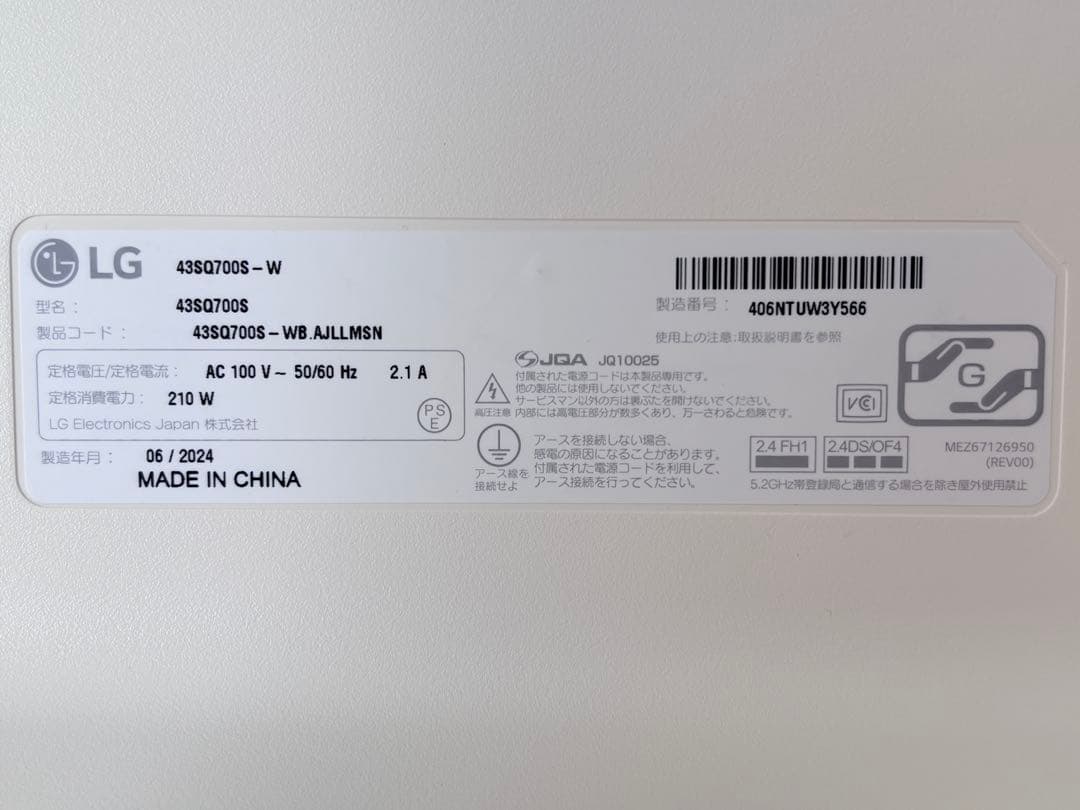 LG 43SQ700S-W
型名： 43SQ700S
製品コード： 43SQ700S-WB.AJLLMSN
定格電圧/定格電流： AC 100 V~ 50/60 Hz 2.1 A
定格消費電力： 210 W
LG Electronics Japan 株式会社
PS
E
製造年月： 06 / 2024
MADE IN CHINA
製造番号： 406NTUW3Y566
使用上の注意:取扱説明書を参照
JQA JQ10025
付属された電源コードは本製品専用です。
他の製品には使用しないでください。
サービスマン以外の方は裏ぶたを開けないでください。
高圧注意 内部には高電圧部分が数多くあり、万一さわると危険です。
アースを接続しない場合、
感電の原因になることがあります。
付属された電源コードを利用して、
アース接続を行ってください。
アース線を
接続せよ
VCI
G
2.4 FH1
2.4DS/OF4
MEZ67126950
(REV00)
5.2GHz帯登録局と通信する場合を除き屋外使用禁止